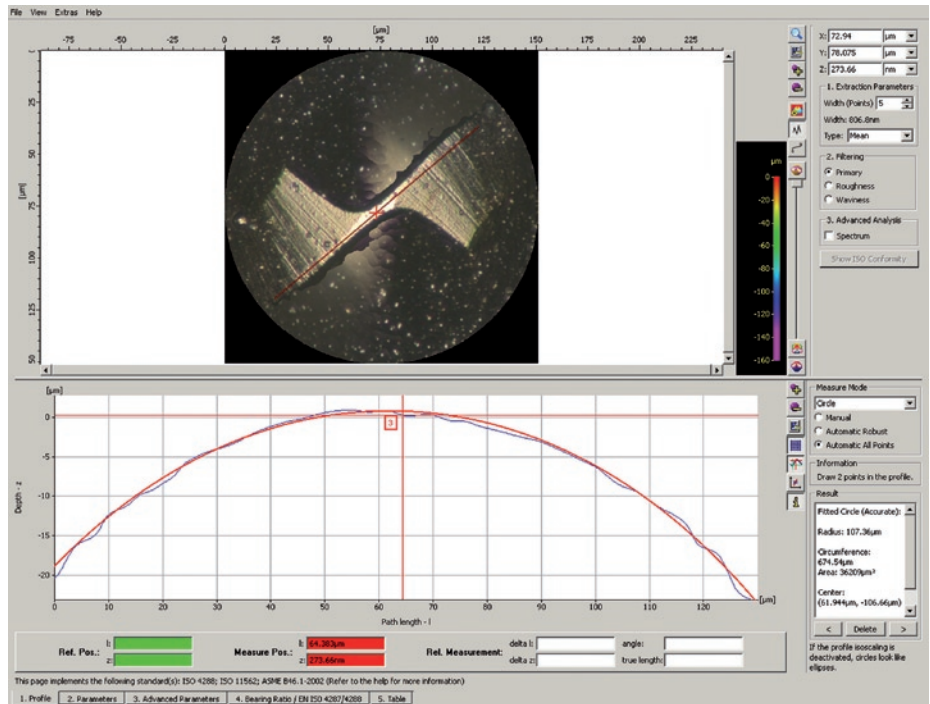 File View Extras Help
[µm]
-75 -50 -25 0 25 50 75 100 125 150 175 200 225
[µm]
0
25
50
75
100
125
50
µm
0
-20
-40
-60
-80
-100
-120
-140
-160
X: 72.94 µm
Y: 78.075 µm
Z: 273.66 nm
1. Extraction Parameters
Width (Points) 5
Width: 806.8nm
Type: Mean
2. Filtering
Primary
Roughness
Waviness
3. Advanced Analysis
Spectrum
Show ISO Conformity
[µm]
Depth - z
0
-5
-10
-15
-20
3
0 10 20 30 40 50 60 70 80 90 100 110 120 [µm]
Path length - l
Measure Mode
Circle
Manual
Automatic Robust
Automatic All Points
Information
Draw 2 points in the profile.
Result
Fitted Circle (Accurate):
Radius: 107.36µm
Circumference:
674.54µm
Area: 36209µm²
Center:
(61.944µm, -106.66µm)
< Delete >
If the profile isoscaling is
deactivated, circles look like
ellipses.
Ref. Pos.: l: z:
Measure Pos.: l: 64.383µm z: 273.66nm
Rel. Measurement: delta l: delta z: angle: true length:
This page implements the following standard(s): ISO 4288; ISO 11562; ASME B46.1-2002 (Refer to the help for more information)
1. Profile 2. Parameters 3. Advanced Parameters 4. Bearing Ratio / EN ISO 4287/4288 5. Table